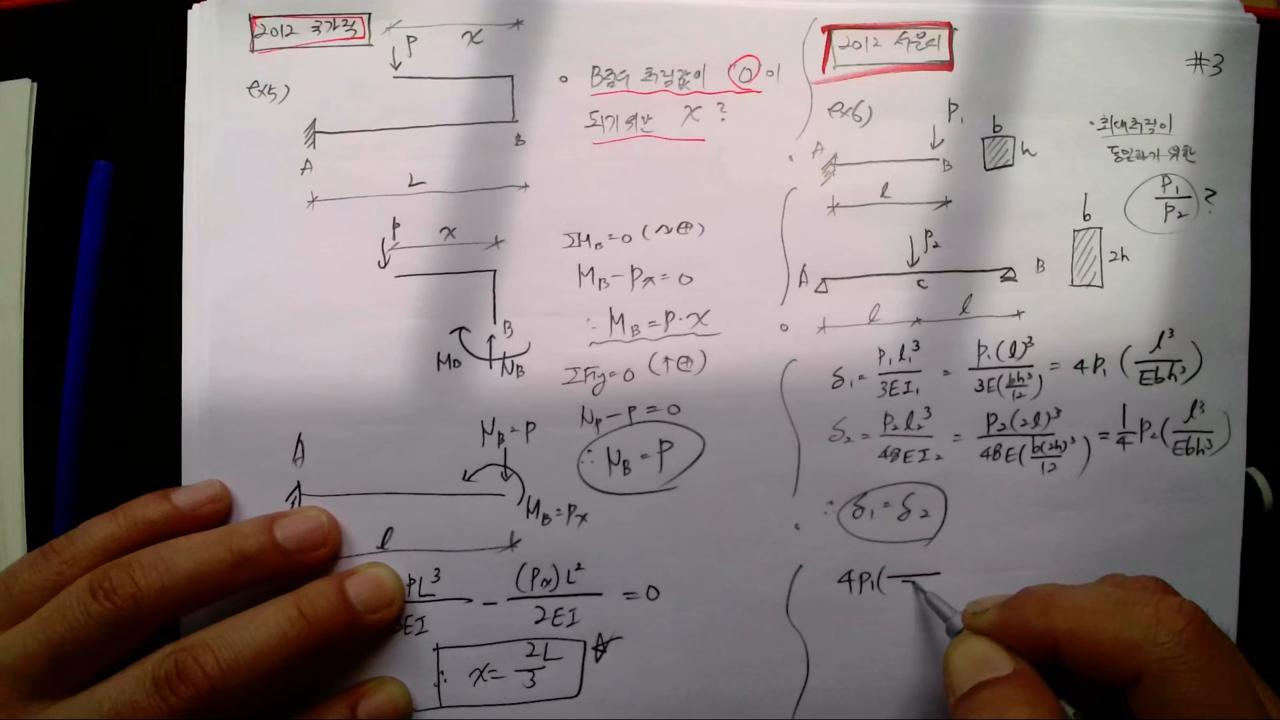 2012 국가직
P
x
ex5)
A
B
L
∘ B점의 처짐값이 0이
되기 위한 x?
P
x
B
M_B
N_B
ΣM_B=0 (↷⊕)
M_B-Px=0
∴ M_B=P·x
ΣFy=0 (↑⊕)
N_B-P=0
∴ N_B=P
A
N_B=P
M_B=Px
l
PL³/3EI - (Px)L²/2EI = 0
∴ x=2L/3
2012 서울시
#3
ex6)
P₁
A
B
b
h
l
·최대처짐이
동일하기 위한
P₁/P₂ ?
P₂
A
C
B
b
2h
l
l
δ₁ = P₁l₁³/3EI₁ = P₁(l)³/3E(bh³/12) = 4P₁ (l³/Ebh³)
δ₂ = P₂l₂³/48EI₂ = P₂(2l)³/48E(b(2h)³/12) = 1/4 P₂(l³/Ebh³)
∴ δ₁=δ₂
4P₁(